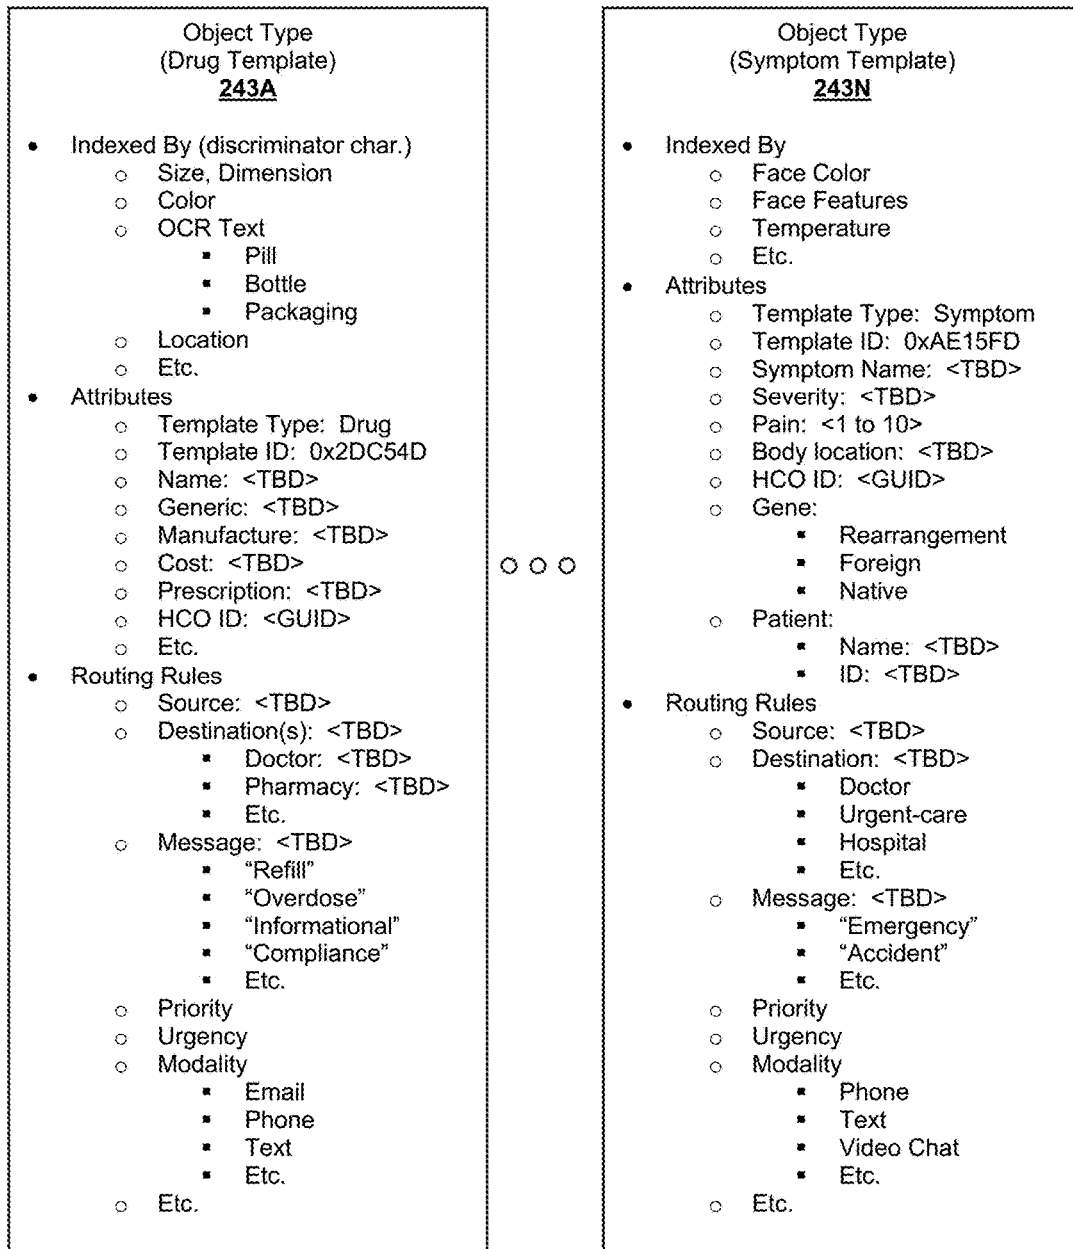 Object Type
(Drug Template)
243A
• Indexed By (discriminator char.)
○ Size, Dimension
○ Color
○ OCR Text
▪ Pill
▪ Bottle
▪ Packaging
○ Location
○ Etc.
• Attributes
○ Template Type: Drug
○ Template ID: 0x2DC54D
○ Name: <TBD>
○ Generic: <TBD>
○ Manufacture: <TBD>
○ Cost: <TBD>
○ Prescription: <TBD>
○ HCO ID: <GUID>
○ Etc.
• Routing Rules
○ Source: <TBD>
○ Destination(s): <TBD>
▪ Doctor: <TBD>
▪ Pharmacy: <TBD>
▪ Etc.
○ Message: <TBD>
▪ “Refill”
▪ “Overdose”
▪ “Informational”
▪ “Compliance”
▪ Etc.
○ Priority
○ Urgency
○ Modality
▪ Email
▪ Phone
▪ Text
▪ Etc.
○ Etc.
Object Type
(Symptom Template)
243N
• Indexed By
○ Face Color
○ Face Features
○ Temperature
○ Etc.
• Attributes
○ Template Type: Symptom
○ Template ID: 0xAE15FD
○ Symptom Name: <TBD>
○ Severity: <TBD>
○ Pain: <1 to 10>
○ Body location: <TBD>
○ HCO ID: <GUID>
○ Gene:
▪ Rearrangement
▪ Foreign
▪ Native
○ Patient:
▪ Name: <TBD>
▪ ID: <TBD>
• Routing Rules
○ Source: <TBD>
○ Destination: <TBD>
▪ Doctor
▪ Urgent-care
▪ Hospital
▪ Etc.
○ Message: <TBD>
▪ “Emergency”
▪ “Accident”
▪ Etc.
○ Priority
○ Urgency
○ Modality
▪ Phone
▪ Text
▪ Video Chat
▪ Etc.
○ Etc.